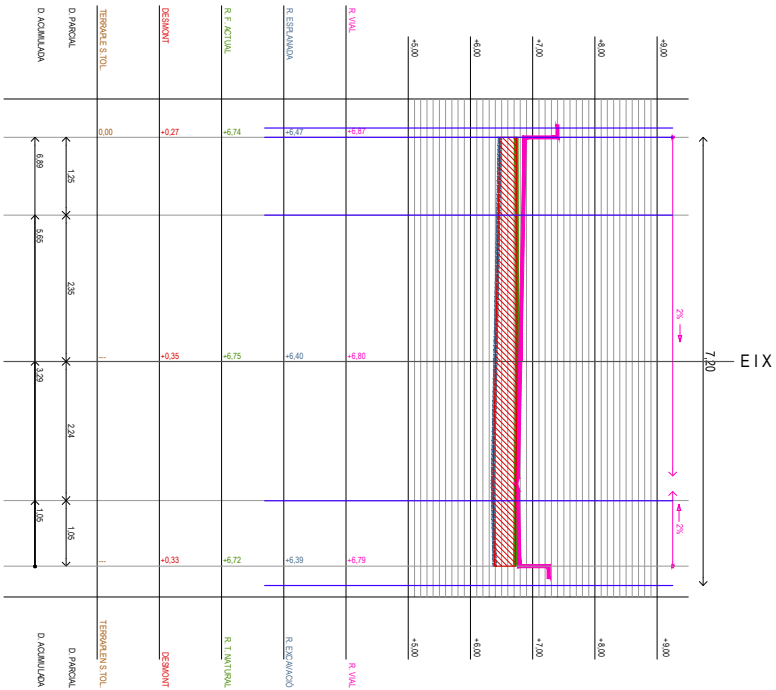 D. ACUMULADA
D. PARCIAL
TERRAPLE S.TOL.
DESMONT
R. F. ACTUAL
R. ESPLANADA
R. VIAL
+5,00
+6,00
+7,00
+8,00
+9,00
0,00
+0,27
+6,74
+6,47
+6,87
6,89
1,25
5,65
2,35
2%
7,20
EIX
---
+0,35
+6,75
+6,40
+6,80
3,29
2,24
1,05
1,05
2%
---
+0,33
+6,72
+6,39
+6,79
D. ACUMULADA
D. PARCIAL
TERRAPLEN S.TOL.
DESMONT
R. T. NATURAL
R. EXCAVACIÓ
R. VIAL
+5,00
+6,00
+7,00
+8,00
+9,00